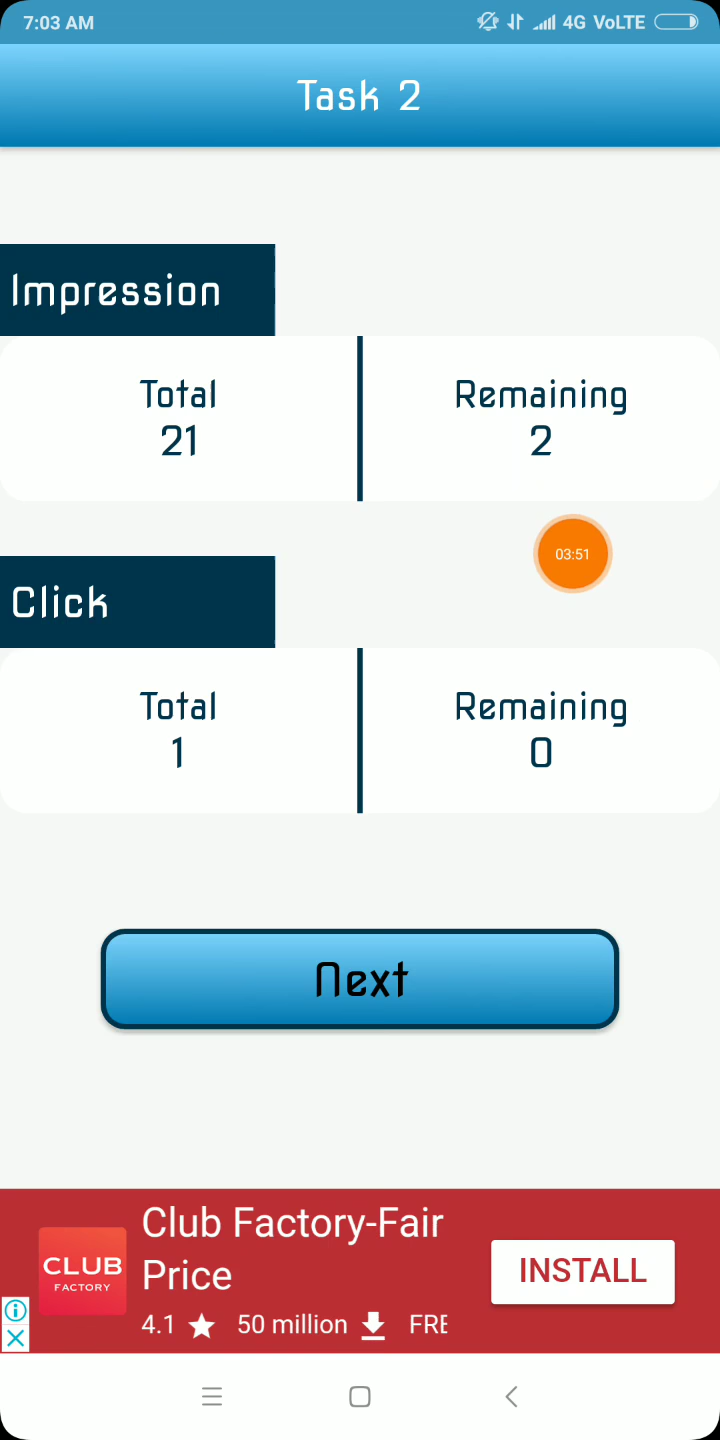 7:03 AM
4G VoLTE
Task 2
Impression
Total
21
Remaining
2
03:51
Click
Total
1
Remaining
0
Next
Club Factory-Fair
Price
CLUB
FACTORY
INSTALL
4.1 50 million FRE